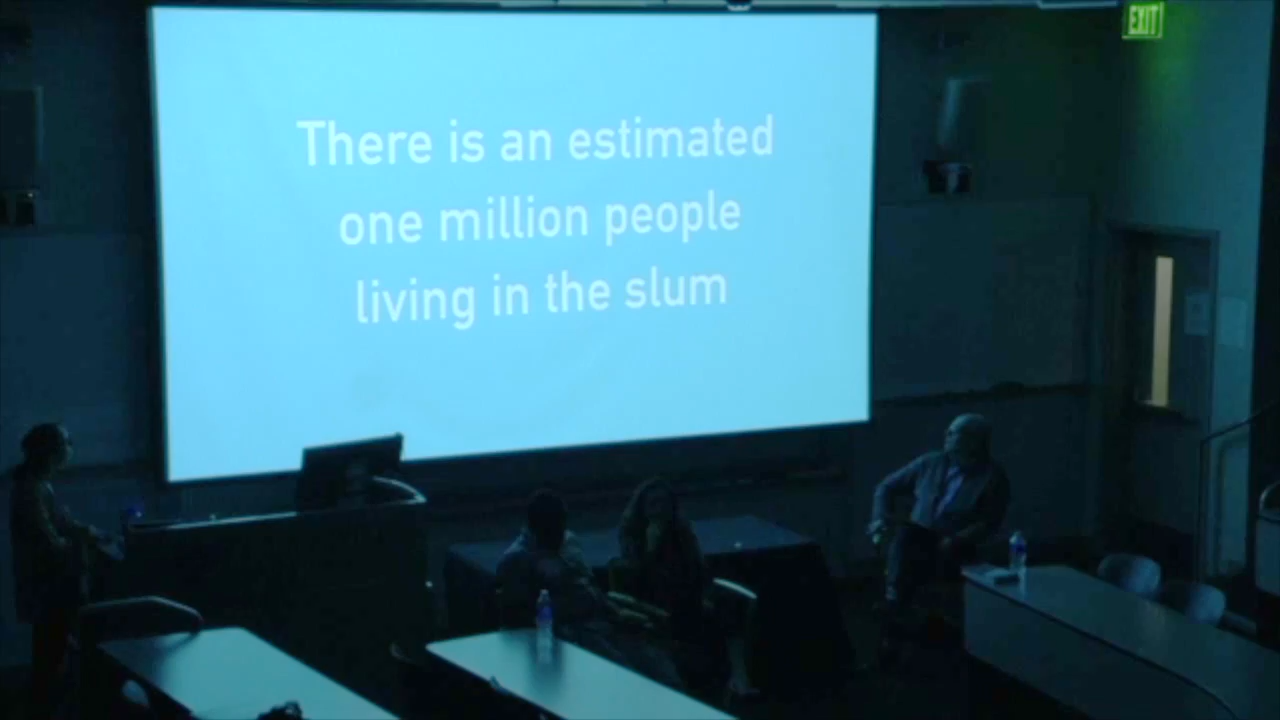 There is an estimated
one million people
living in the slum
EXIT